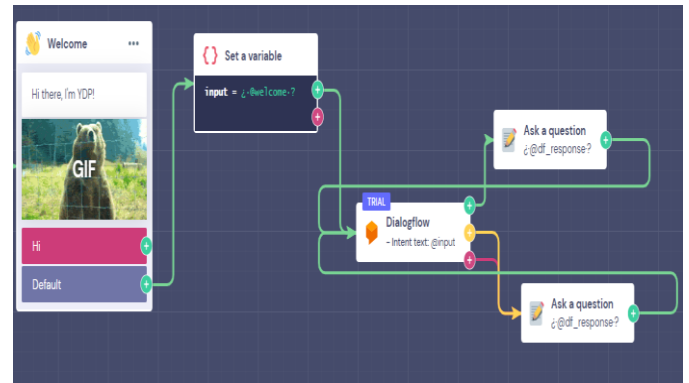 Welcome
Hi there, I'm YDP!
GIF
Hi
Default
{} Set a variable
input = ¿·@welcome·?
Ask a question
¿·@df_response·?
TRIAL
Dialogflow
- Intent text: @input
Ask a question
¿·@df_response·?